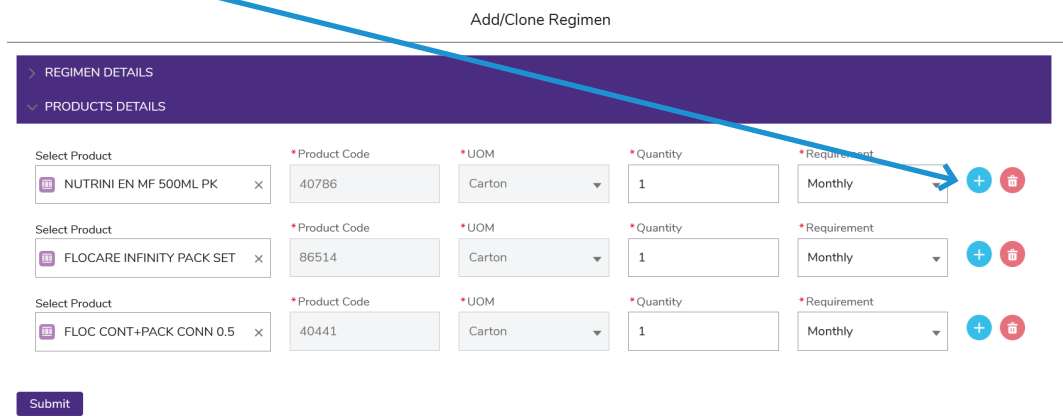 Add/Clone Regimen
REGIMEN DETAILS
PRODUCTS DETAILS
Select Product *Product Code *UOM *Quantity *Requirement
NUTRINI EN MF 500ML PK × 40786 Carton 1 Monthly
Select Product *Product Code *UOM *Quantity *Requirement
FLOCARE INFINITY PACK SET × 86514 Carton 1 Monthly
Select Product *Product Code *UOM *Quantity *Requirement
FLOC CONT+PACK CONN 0.5 × 40441 Carton 1 Monthly
Submit